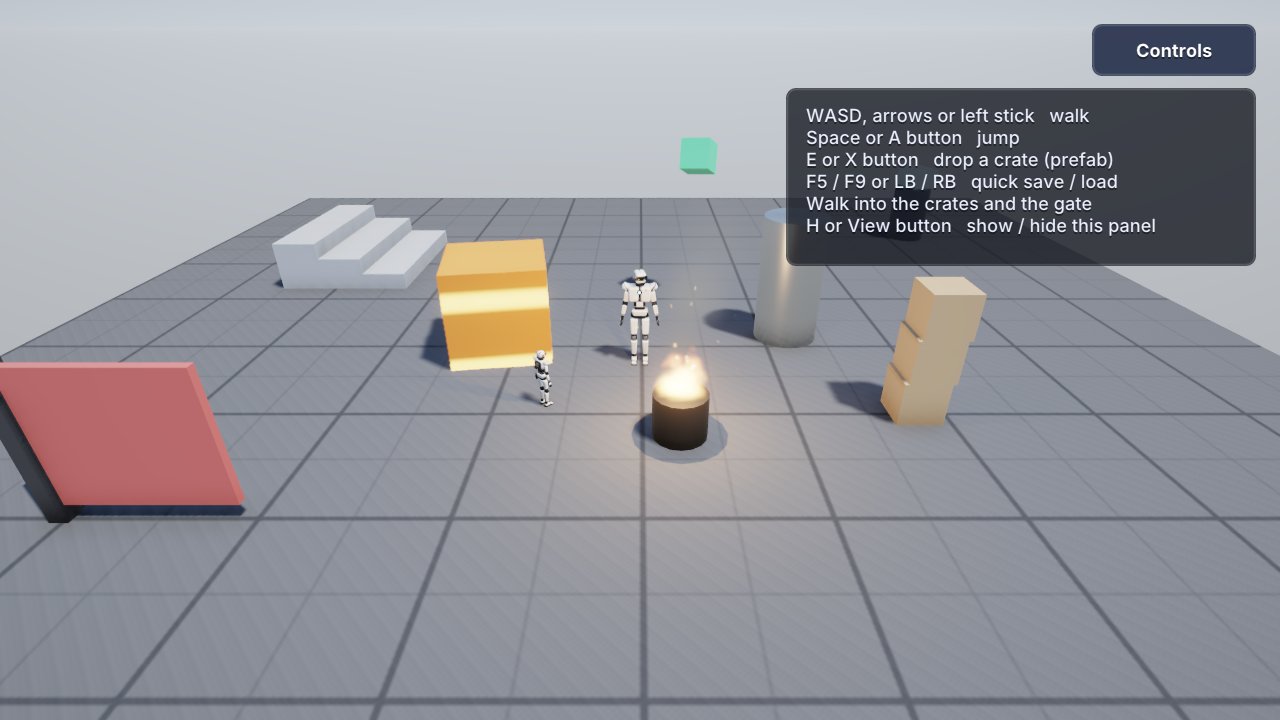 Controls
WASD, arrows or left stick   walk
Space or A button   jump
E or X button   drop a crate (prefab)
F5 / F9 or LB / RB   quick save / load
Walk into the crates and the gate
H or View button   show / hide this panel